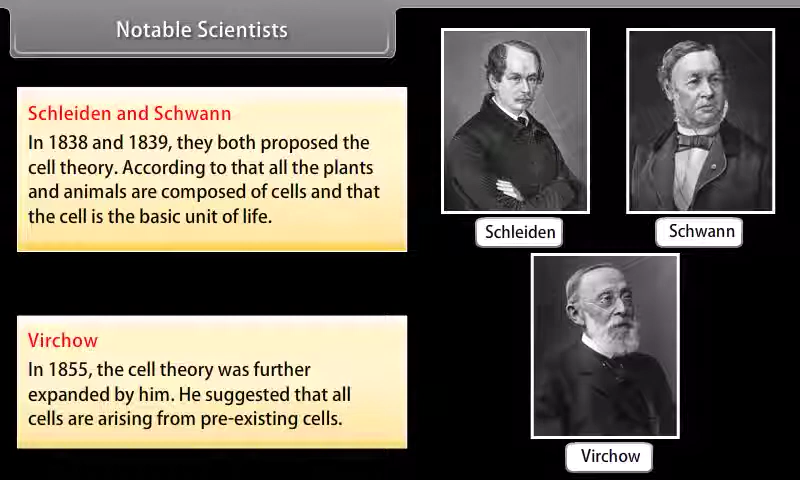 Notable Scientists
Schleiden and Schwann
In 1838 and 1839, they both proposed the
cell theory. According to that all the plants
and animals are composed of cells and that
the cell is the basic unit of life.
Schleiden
Schwann
Virchow
In 1855, the cell theory was further
expanded by him. He suggested that all
cells are arising from pre-existing cells.
Virchow